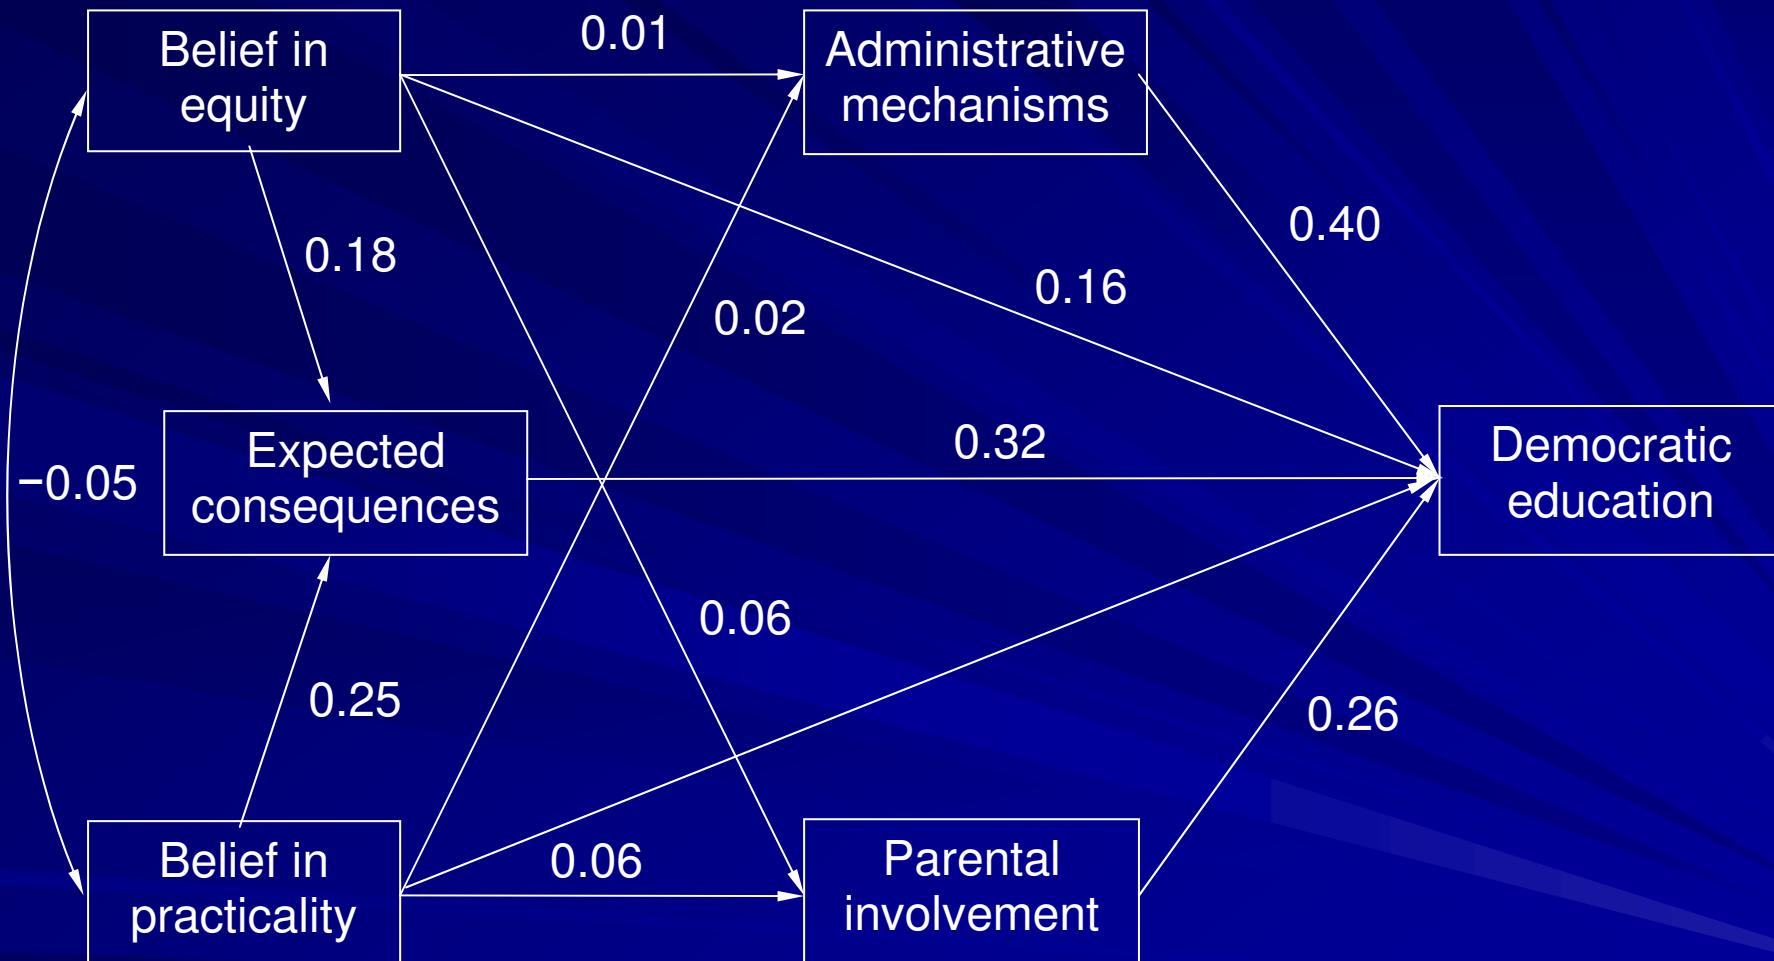 0.01
Belief in
equity
Administrative
mechanisms
0.18
0.40
0.16
0.02
Expected
consequences
0.32
Democratic
education
−0.05
0.06
0.25
0.26
Belief in
practicality
0.06
Parental
involvement